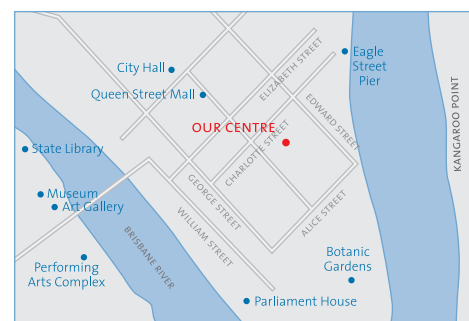 Eagle
Street
Pier
City Hall
ELIZABETH STREET
KANGAROO POINT
Queen Street Mall
EDWARD STREET
OUR CENTRE
CHARLOTTE STREET
State Library
GEORGE STREET
Museum
Art Gallery
WILLIAM STREET
ALICE STREET
BRISBANE RIVER
Botanic
Gardens
Performing
Arts Complex
Parliament House